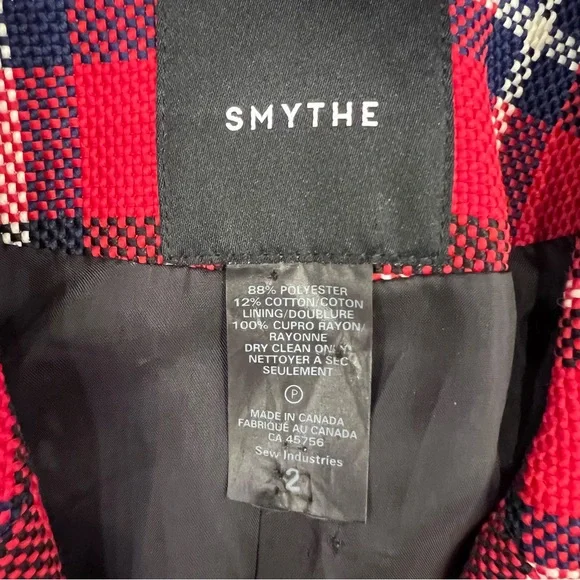 SMYTHE
88% POLYESTER
12% COTTON/COTON
LINING/DOUBLURE
100% CUPRO RAYON/
RAYONNE
DRY CLEAN ONLY/
NETTOYER A SEC
SEULEMENT
P
MADE IN CANADA
FABRIQUÉ AU CANADA
CA 45756
Sew Industries
2